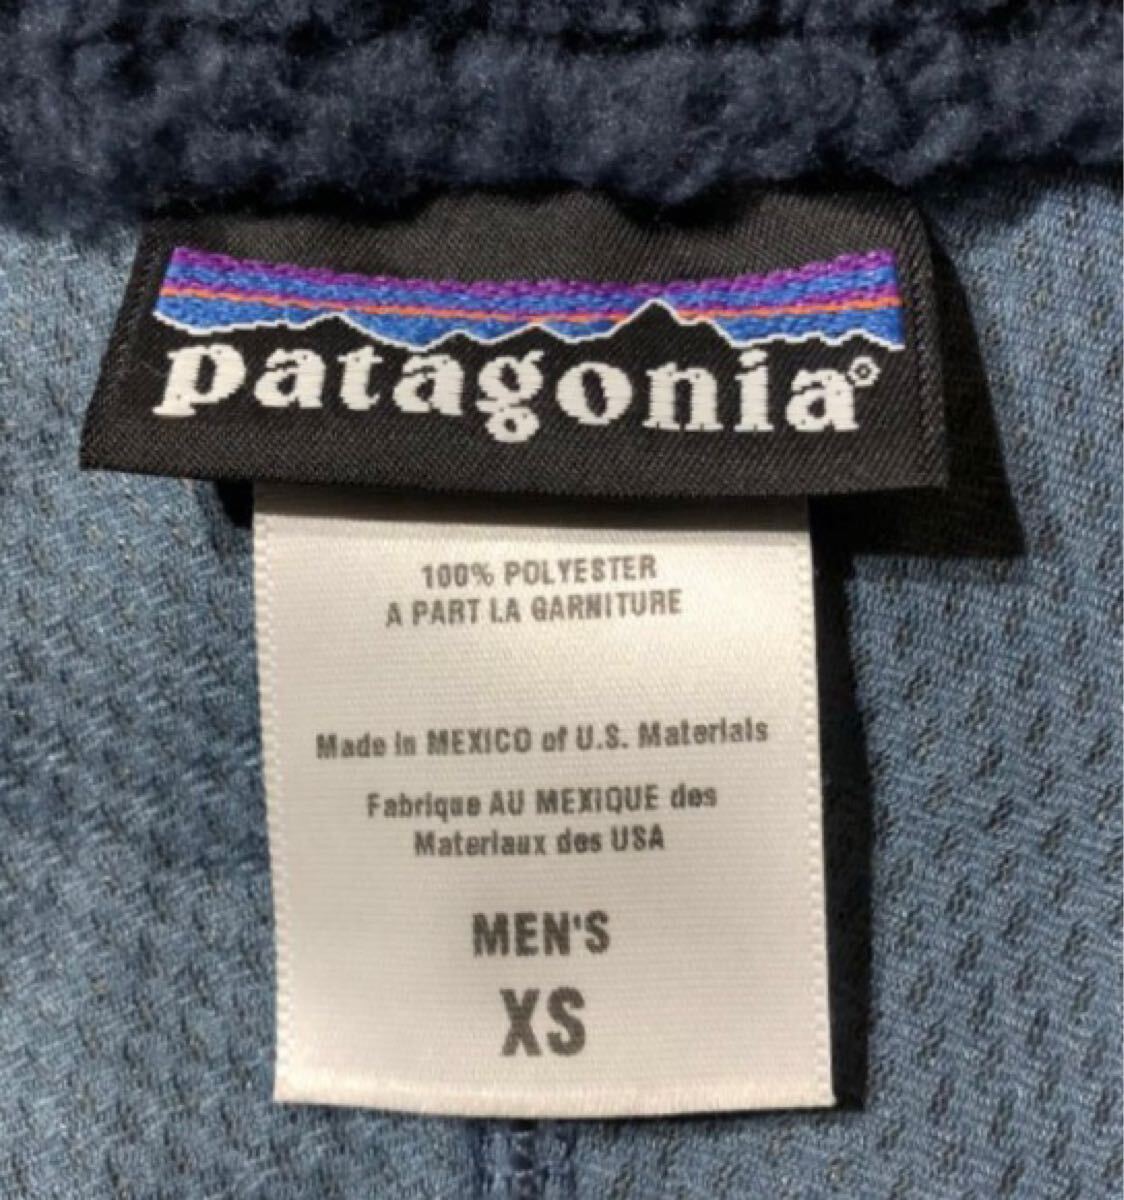 patagonia®
100% POLYESTER
A PART LA GARNITURE
Made in MEXICO of U.S. Materials
Fabrique AU MEXIQUE des
Materiaux des USA
MEN'S
XS